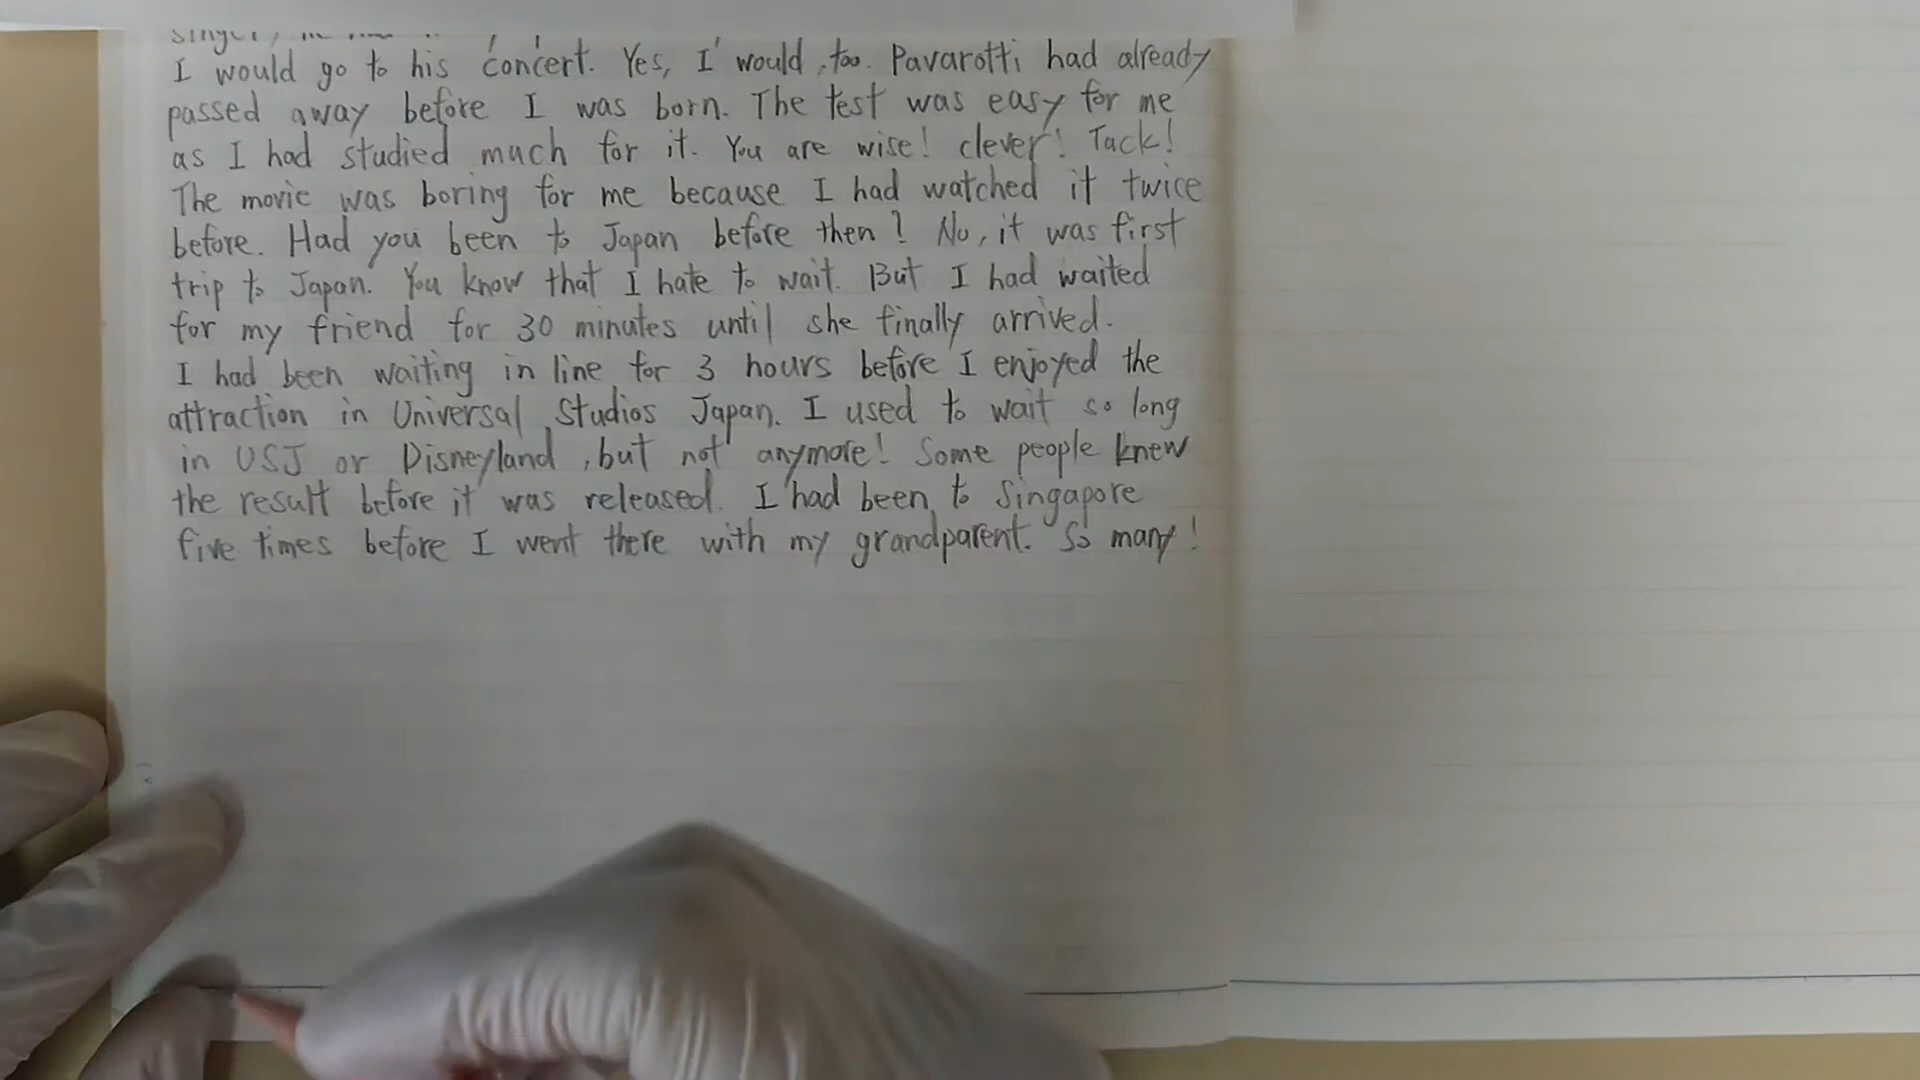 I would go to his concert. Yes, I would, too. Pavarotti had already
passed away before I was born. The test was easy for me
as I had studied much for it. You are wise! clever! Tack!
The movie was boring for me because I had watched it twice
before. Had you been to Japan before then? No, it was first
trip to Japan. You know that I hate to wait. But I had waited
for my friend for 30 minutes until she finally arrived.
I had been waiting in line for 3 hours before I enjoyed the
attraction in Universal Studios Japan. I used to wait so long
in USJ or Disneyland, but not anymore! Some people knew
the result before it was released. I had been to Singapore
five times before I went there with my grandparent. So many!